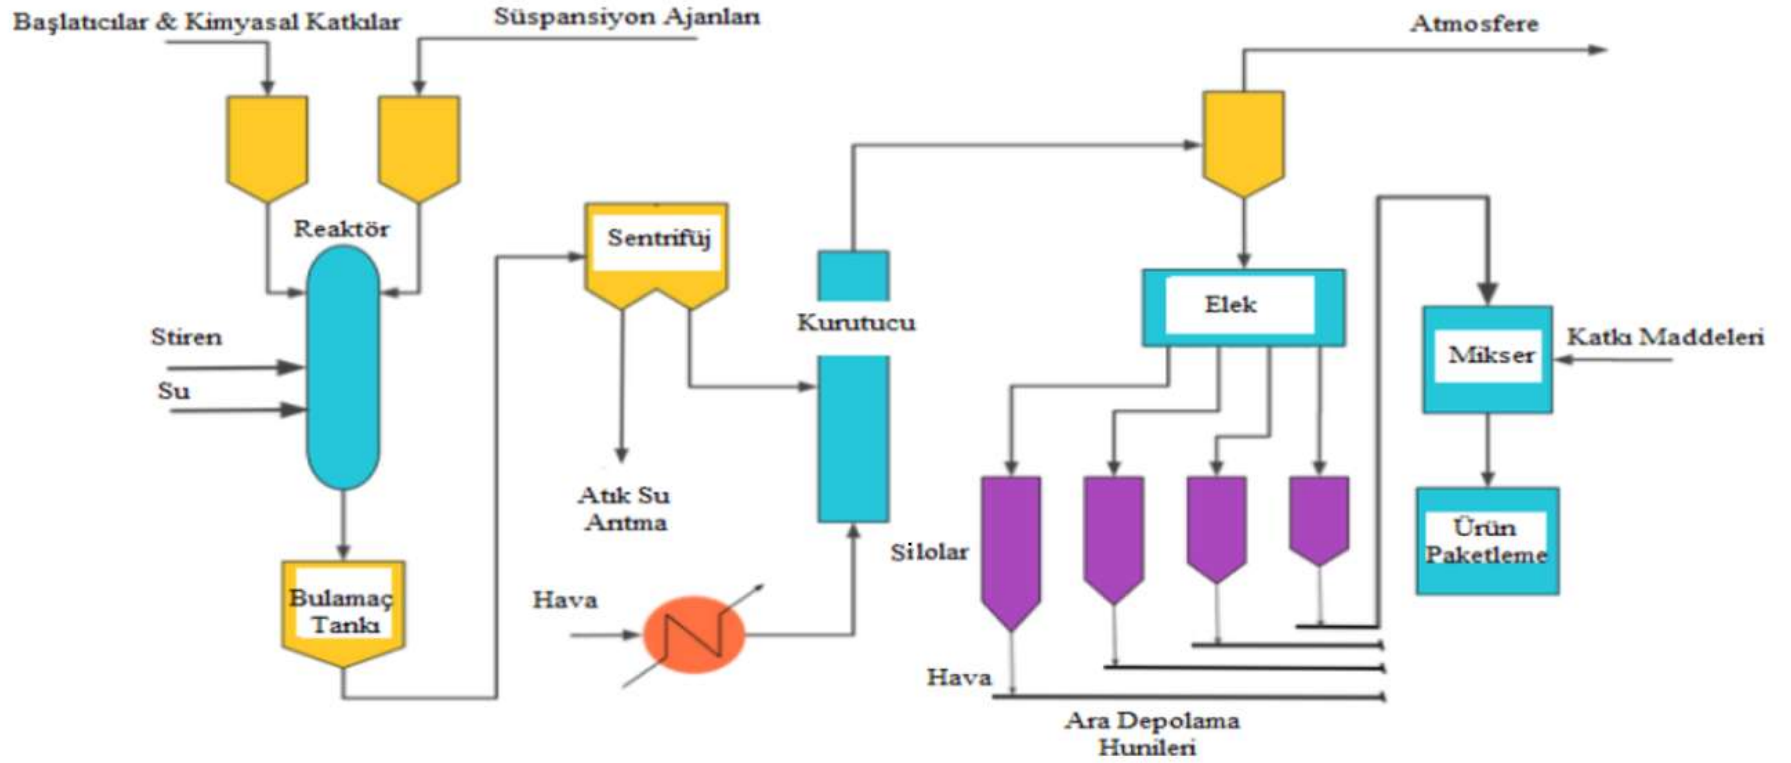 Başlatıcılar & Kimyasal Katkılar
Süspansiyon Ajanları
Atmosfere
Reaktör
Sentrifüj
Elek
Kurutucu
Stiren
Su
Mikser
Katkı Maddeleri
Atık Su
Arıtma
Silolar
Ürün
Paketleme
Bulamaç
Tankı
Hava
Hava
Ara Depolama
Hunileri